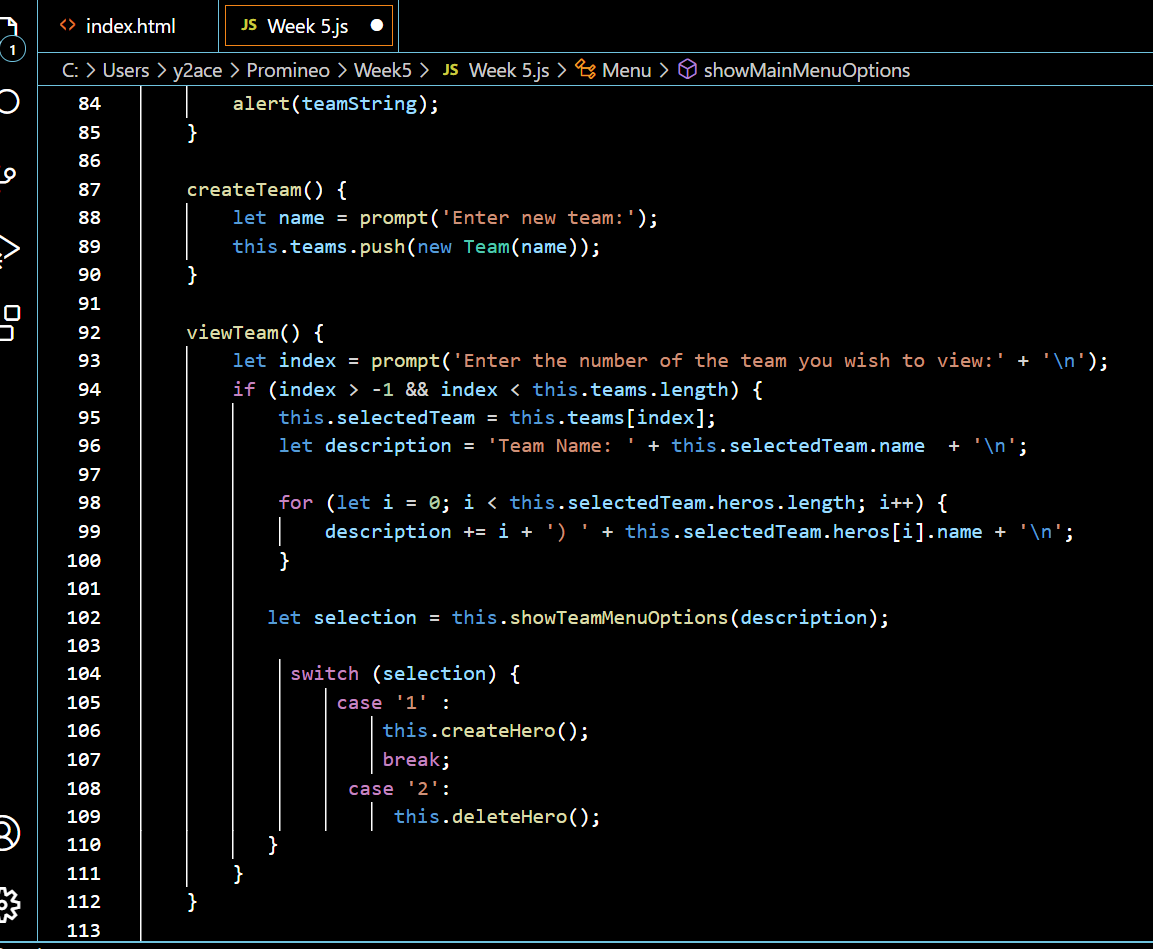 index.html JS Week 5.js
1
C: > Users > y2ace > Promineo > Week5 > JS Week 5.js > Menu > showMainMenuOptions
84             alert(teamString);
85         }
86
87         createTeam() {
88             let name = prompt('Enter new team:');
89             this.teams.push(new Team(name));
90         }
91
92         viewTeam() {
93             let index = prompt('Enter the number of the team you wish to view:' + '\n');
94             if (index > -1 && index < this.teams.length) {
95                 this.selectedTeam = this.teams[index];
96                 let description = 'Team Name: ' + this.selectedTeam.name  + '\n';
97
98                 for (let i = 0; i < this.selectedTeam.heros.length; i++) {
99                     description += i + ') ' + this.selectedTeam.heros[i].name + '\n';
100                 }
101
102                let selection = this.showTeamMenuOptions(description);
103
104                  switch (selection) {
105                      case '1' :
106                          this.createHero();
107                          break;
108                       case '2':
109                           this.deleteHero();
110                }
111             }
112         }
113